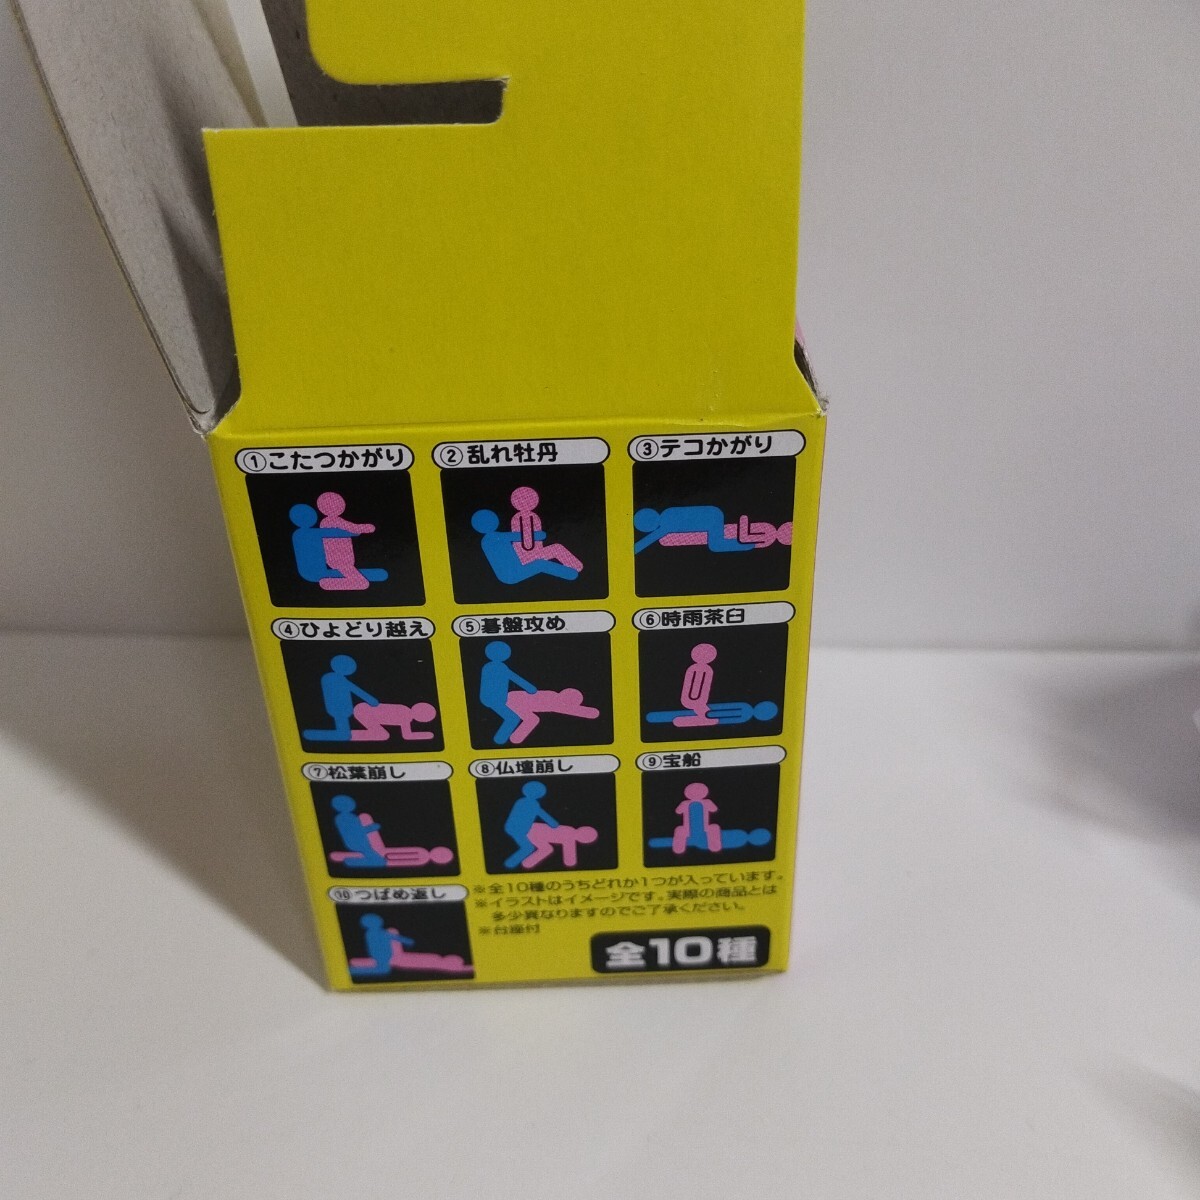 ①こたつかがり
②乱れ牡丹
③テコかがり
④ひよどり越え
⑤碁盤攻め
⑥時雨茶臼
⑦松葉崩し
⑧仏壇崩し
⑨宝船
⑩つばめ返し
※全10種のうちどれか1つが入っています。
※イラストはイメージです。実際の商品とは
多少異なりますのでご了承ください。
※台座付
全10種